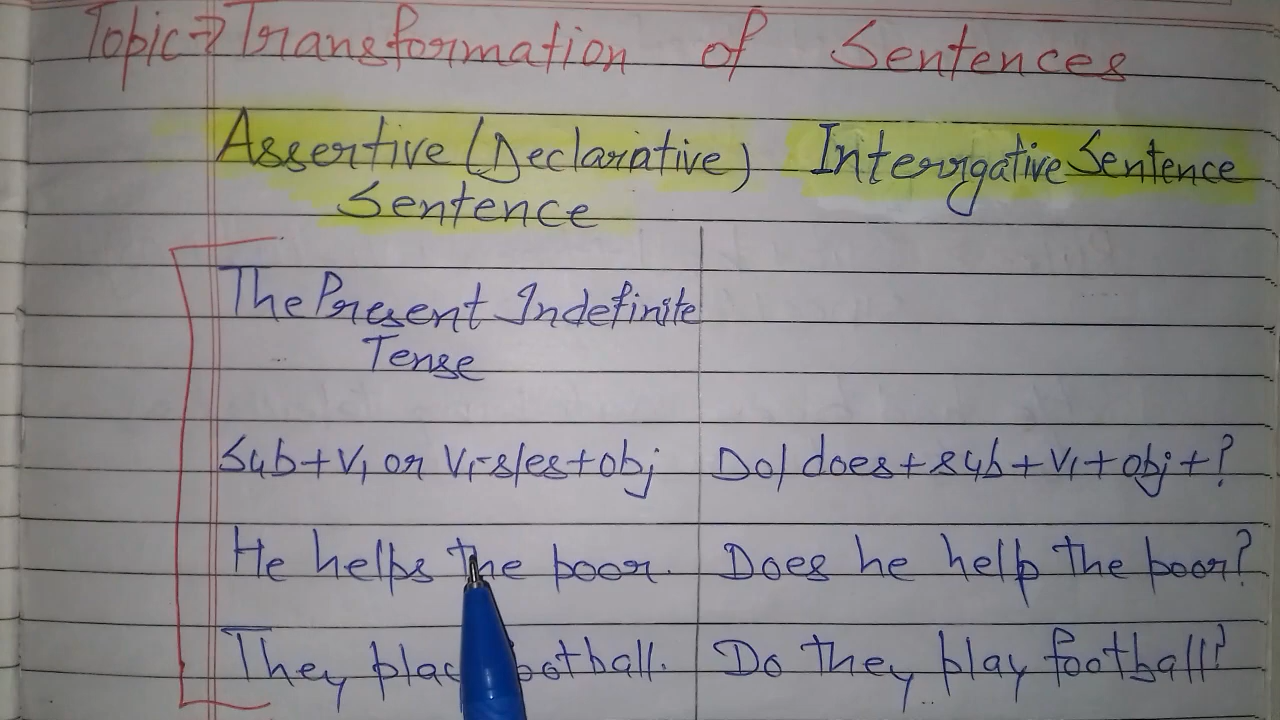 Topic → Transformation of Sentences
Assertive (Declarative) Interrigative Sentence
Sentence
The Present Indefinite
Tense
Sub + V1 or V1-s/es + obj Do/does + sub + V1 + obj + ?
He helps the poor. Does he help the poor?
They play football. Do they play football?